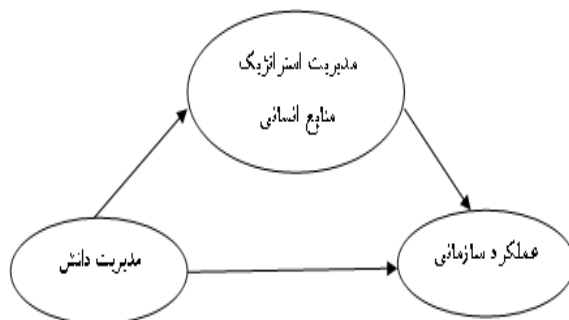 مدیریت استراتژیک
منابع انسانی
مدیریت دانش
عملکرد سازمانی